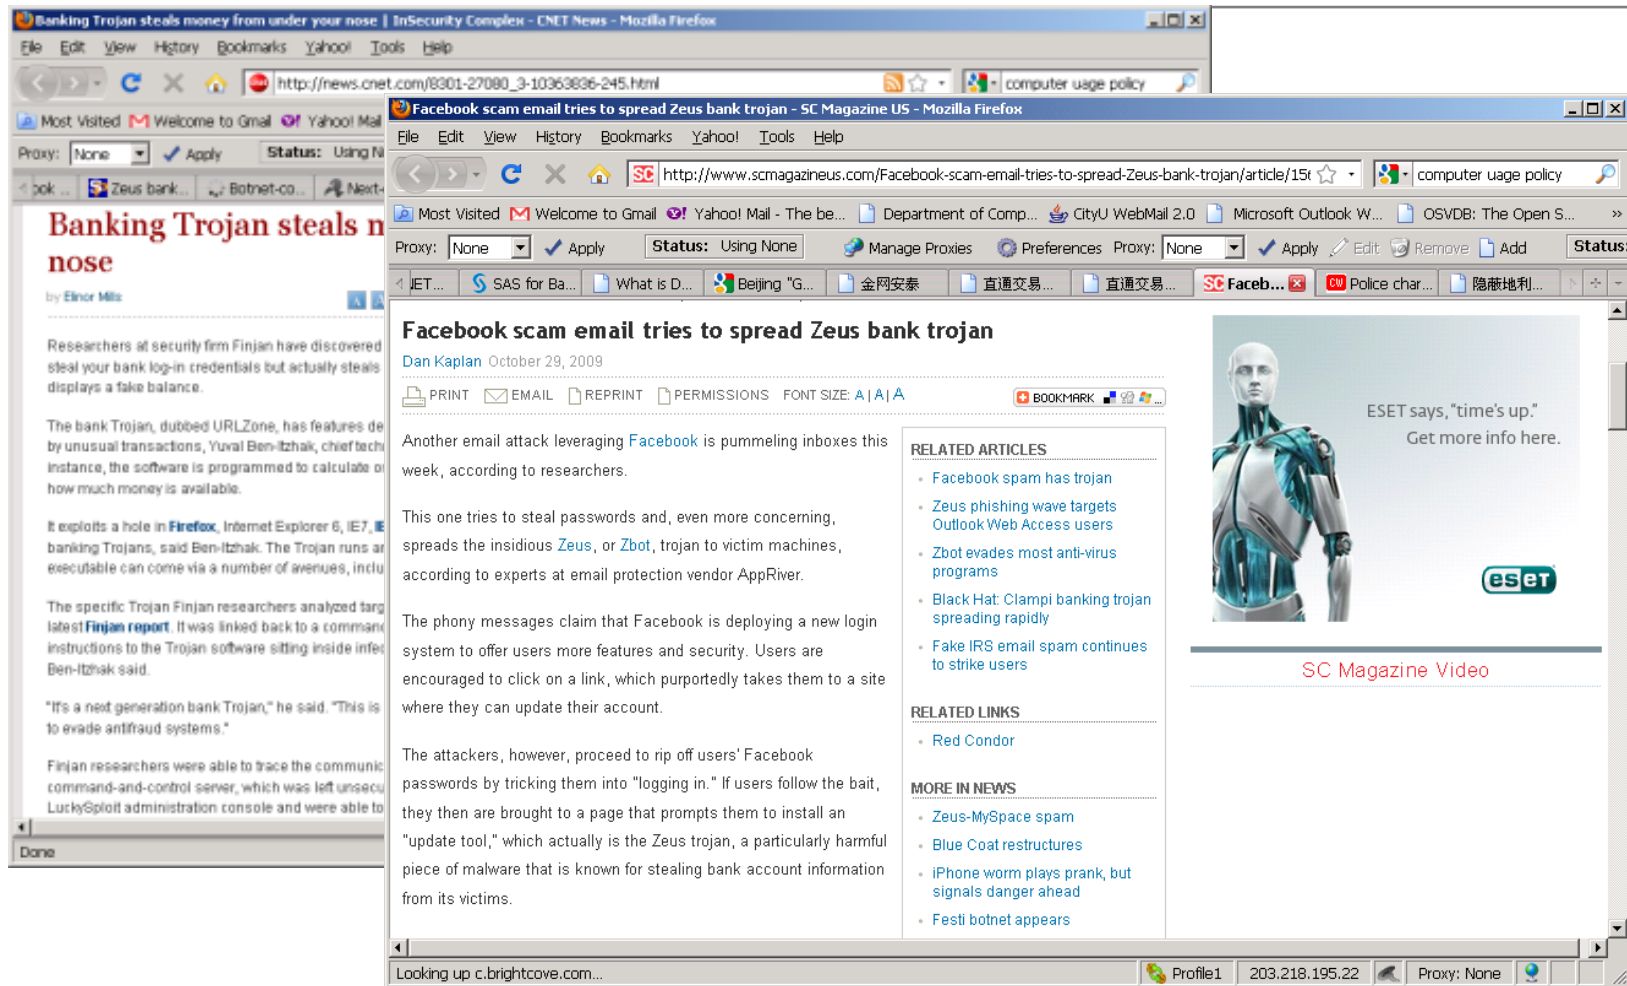 Banking Trojan steals money from under your nose | InSecurity Complex - CNET News - Mozilla Firefox
File Edit View History Bookmarks Yahoo! Tools Help
http://news.cnet.com/8301-27080_3-10363836-245.html
computer uage policy
Most Visited Welcome to Gmail Yahoo! Mail
Proxy: None Apply Status: Using N
ook ... Zeus bank... Botnet-co... Next-
Banking Trojan steals m
nose
by Elinor Mills
Researchers at security firm Finjan have discovered
steal your bank log-in credentials but actually steals
displays a fake balance.
The bank Trojan, dubbed URLZone, has features de
by unusual transactions, Yuval Ben-Itzhak, chief tech
instance, the software is programmed to calculate o
how much money is available.
It exploits a hole in Firefox, Internet Explorer 6, IE7, IE
banking Trojans, said Ben-Itzhak. The Trojan runs an
executable can come via a number of avenues, inclu
The specific Trojan Finjan researchers analyzed targ
latest Finjan report. It was linked back to a command
instructions to the Trojan software sitting inside infec
Ben-Itzhak said.
"It's a next generation bank Trojan," he said. "This is
to evade antifraud systems."
Finjan researchers were able to trace the communic
command-and-control server, which was left unsecu
LuckySploit administration console and were able to
Done
Facebook scam email tries to spread Zeus bank trojan - SC Magazine US - Mozilla Firefox
File Edit View History Bookmarks Yahoo! Tools Help
SC http://www.scmagazineus.com/Facebook-scam-email-tries-to-spread-Zeus-bank-trojan/article/156
computer uage policy
Most Visited Welcome to Gmail Yahoo! Mail - The be... Department of Comp... CityU WebMail 2.0 Microsoft Outlook W... OSVDB: The Open S... »
Proxy: None Apply Status: Using None Manage Proxies Preferences Proxy: None Apply Edit Remove Add Status:
ET... SAS for Ba... What is D... Beijing "G... 金网安泰 直通交易... 直通交易... SC Faceb... CW Police char... 隐蔽地利...
Facebook scam email tries to spread Zeus bank trojan
Dan Kaplan October 29, 2009
PRINT EMAIL REPRINT PERMISSIONS FONT SIZE: A | A | A
BOOKMARK ...
Another email attack leveraging Facebook is pummeling inboxes this
week, according to researchers.
This one tries to steal passwords and, even more concerning,
spreads the insidious Zeus, or Zbot, trojan to victim machines,
according to experts at email protection vendor AppRiver.
The phony messages claim that Facebook is deploying a new login
system to offer users more features and security. Users are
encouraged to click on a link, which purportedly takes them to a site
where they can update their account.
The attackers, however, proceed to rip off users' Facebook
passwords by tricking them into "logging in." If users follow the bait,
they then are brought to a page that prompts them to install an
"update tool," which actually is the Zeus trojan, a particularly harmful
piece of malware that is known for stealing bank account information
from its victims.
RELATED ARTICLES
Facebook spam has trojan
Zeus phishing wave targets
Outlook Web Access users
Zbot evades most anti-virus
programs
Black Hat: Clampi banking trojan
spreading rapidly
Fake IRS email spam continues
to strike users
RELATED LINKS
Red Condor
MORE IN NEWS
Zeus-MySpace spam
Blue Coat restructures
iPhone worm plays prank, but
signals danger ahead
Festi botnet appears
ESET says, "time's up."
Get more info here.
eseT
SC Magazine Video
Looking up c.brightcove.com...
Profile1 203.218.195.22 Proxy: None